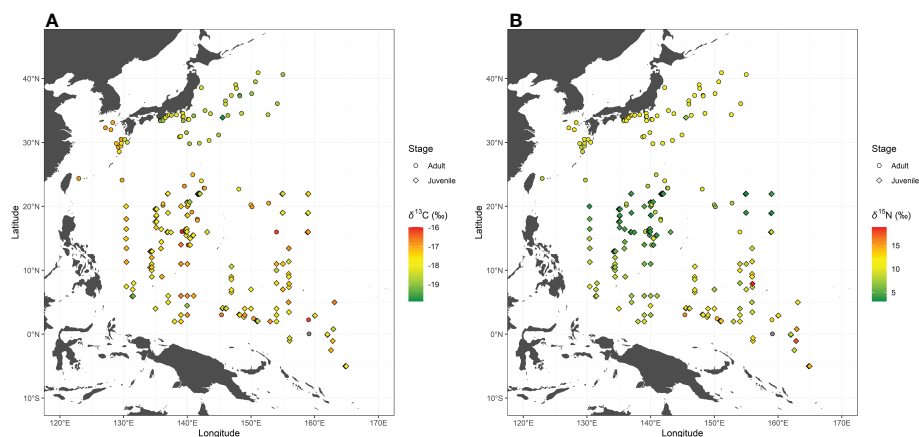 A
40°N
30°N
20°N
10°N
0°N
10°S
Latitude
120°E 130°E 140°E 150°E 160°E 170°E
Longitude
Stage
Adult
Juvenile
δ¹³C (‰)
-16
-17
-18
-19
B
40°N
30°N
20°N
10°N
0°N
10°S
Latitude
120°E 130°E 140°E 150°E 160°E 170°E
Longitude
Stage
Adult
Juvenile
δ¹⁵N (‰)
15
10
5